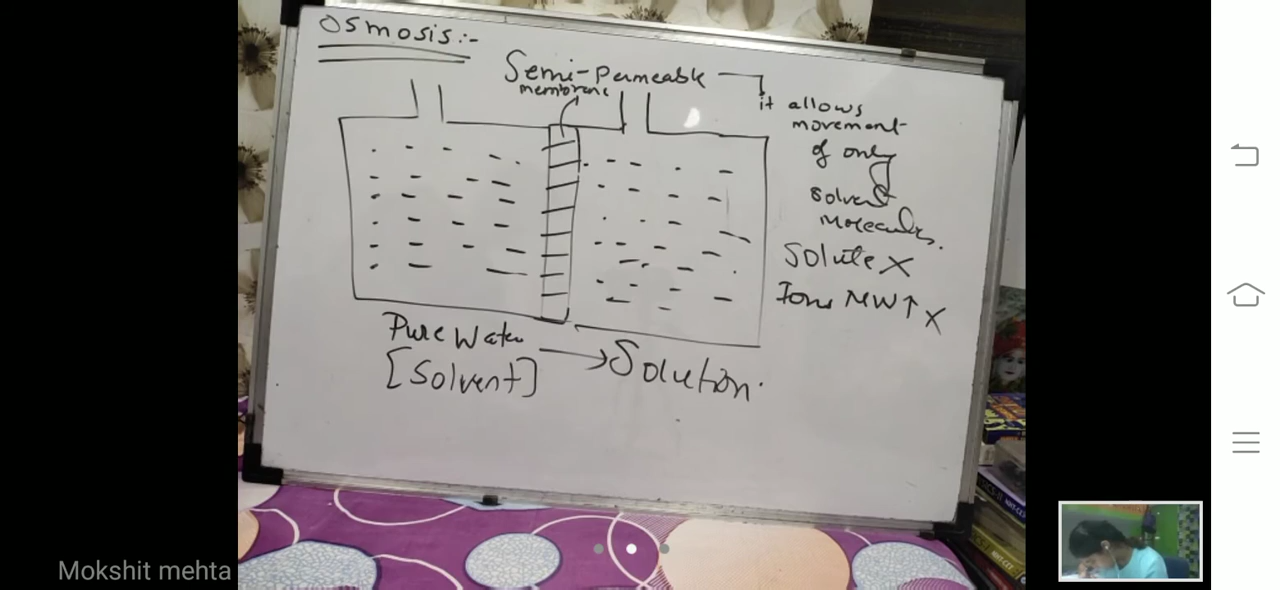 Osmosis:-
Semi-Permeable
membrane
it allows
movement
of only
solvent
Molecules.
Solute X
Ions MW↑ X
Pure Water → Solution.
[Solvent]
Mokshit mehta